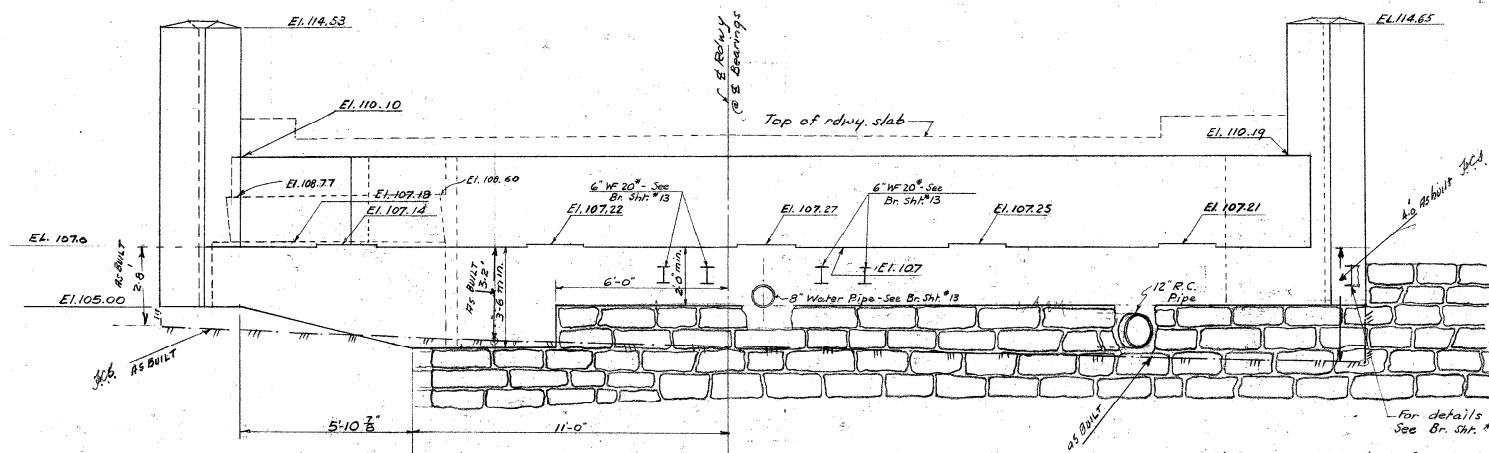 El. 114.53
℄ Rdwy
@ ℄ Bearings
EL. 114.65
El. 110.10
Top of rdwy. slab
El. 110.19
El. 108.77
El. 107.18
El. 107.14
El. 108.60
6" WF 20# - See
Br. Sht. #13
6" WF 20# - See
Br. Sht. #13
El. 107.22
El. 107.27
El. 107.25
El. 107.21
4.0' As built
EL. 107.0
AS BUILT
2.8'
AS BUILT
3.2'
3'-6" min.
2'-0" min.
El. 107
6'-0"
8" Water Pipe - See Br. Sht. #13
12" R.C.
Pipe
El. 105.00
AS BUILT
AS BUILT
5'-10 7/8"
11'-0"
For details
See Br. Sht. #